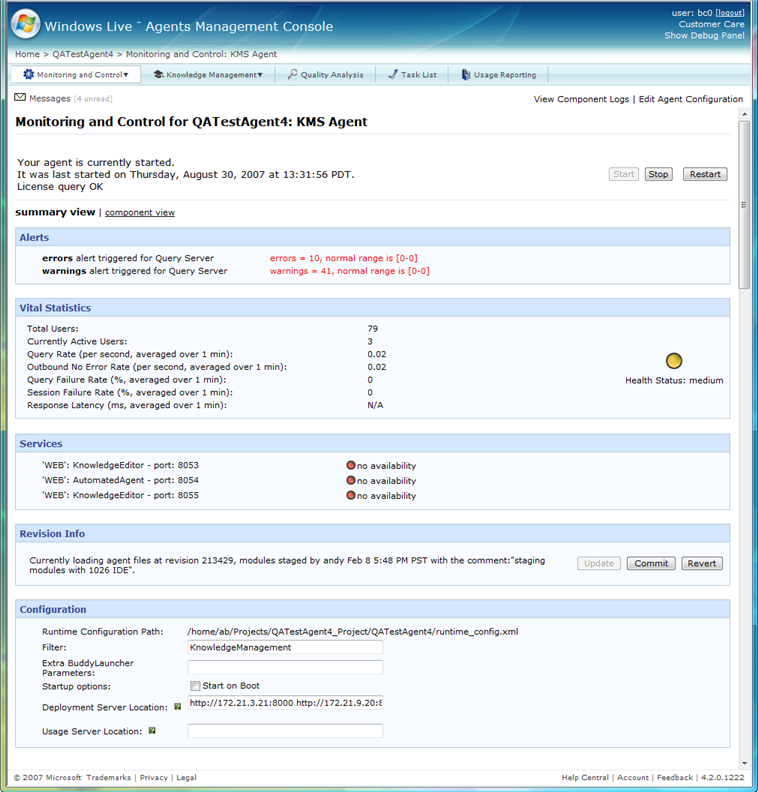 Windows Live ~ Agents Management Console
user: bc0 [logout]
Customer Care
Show Debug Panel
Home > QATestAgent4 > Monitoring and Control: KMS Agent
Monitoring and Control▼ Knowledge Management▼ Quality Analysis Task List Usage Reporting
Messages (4 unread)
View Component Logs | Edit Agent Configuration
Monitoring and Control for QATestAgent4: KMS Agent
Your agent is currently started.
It was last started on Thursday, August 30, 2007 at 13:31:56 PDT.
License query OK
Start Stop Restart
summary view | component view
Alerts
errors alert triggered for Query Server errors = 10, normal range is [0-0]
warnings alert triggered for Query Server warnings = 41, normal range is [0-0]
Vital Statistics
Total Users: 79
Currently Active Users: 3
Query Rate (per second, averaged over 1 min): 0.02
Outbound No Error Rate (per second, averaged over 1 min): 0.02
Query Failure Rate (%, averaged over 1 min): 0
Session Failure Rate (%, averaged over 1 min): 0
Response Latency (ms, averaged over 1 min): N/A
Health Status: medium
Services
'WEB': KnowledgeEditor - port: 8053 no availability
'WEB': AutomatedAgent - port: 8054 no availability
'WEB': KnowledgeEditor - port: 8055 no availability
Revision Info
Currently loading agent files at revision 213429, modules staged by andy Feb 8 5:48 PM PST with the comment:"staging
modules with 1026 IDE".
Update Commit Revert
Configuration
Runtime Configuration Path: /home/ab/Projects/QATestAgent4_Project/QATestAgent4/runtime_config.xml
Filter: KnowledgeManagement
Extra BuddyLauncher
Parameters:
Startup options: Start on Boot
Deployment Server Location: http://172.21.3.21:8000 http://172.21.9.20:8
Usage Server Location:
© 2007 Microsoft Trademarks | Privacy | Legal
Help Central | Account | Feedback | 4.2.0.1222